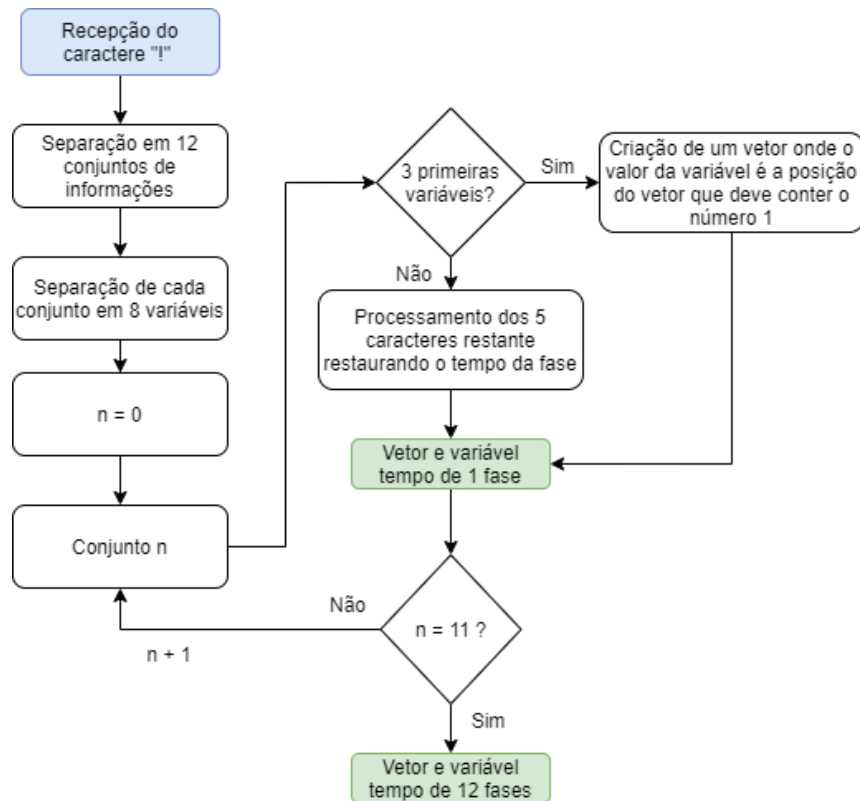 Recepção do
caractere "!"
Separação em 12
conjuntos de
informações
Separação de cada
conjunto em 8 variáveis
n = 0
Conjunto n
3 primeiras
variáveis?
Sim
Criação de um vetor onde o
valor da variável é a posição
do vetor que deve conter o
número 1
Não
Processamento dos 5
caracteres restante
restaurando o tempo da fase
Vetor e variável
tempo de 1 fase
n = 11 ?
Não
n + 1
Sim
Vetor e variável
tempo de 12 fases